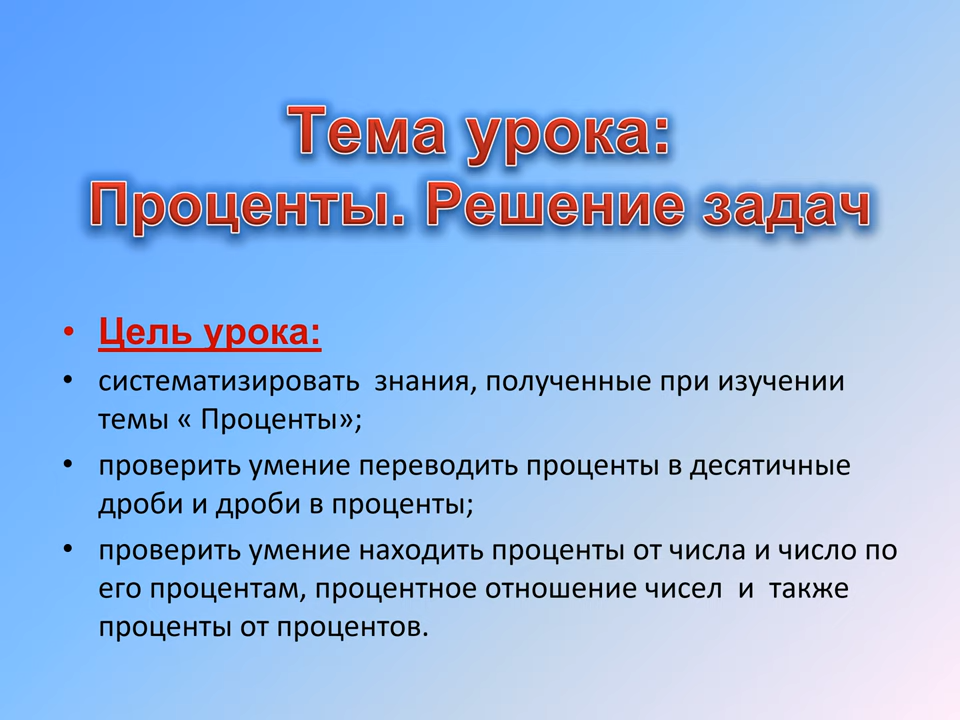 Тема урока:
Проценты. Решение задач
• Цель урока:
• систематизировать знания, полученные при изучении
темы « Проценты»;
• проверить умение переводить проценты в десятичные
дроби и дроби в проценты;
• проверить умение находить проценты от числа и число по
его процентам, процентное отношение чисел и также
проценты от процентов.